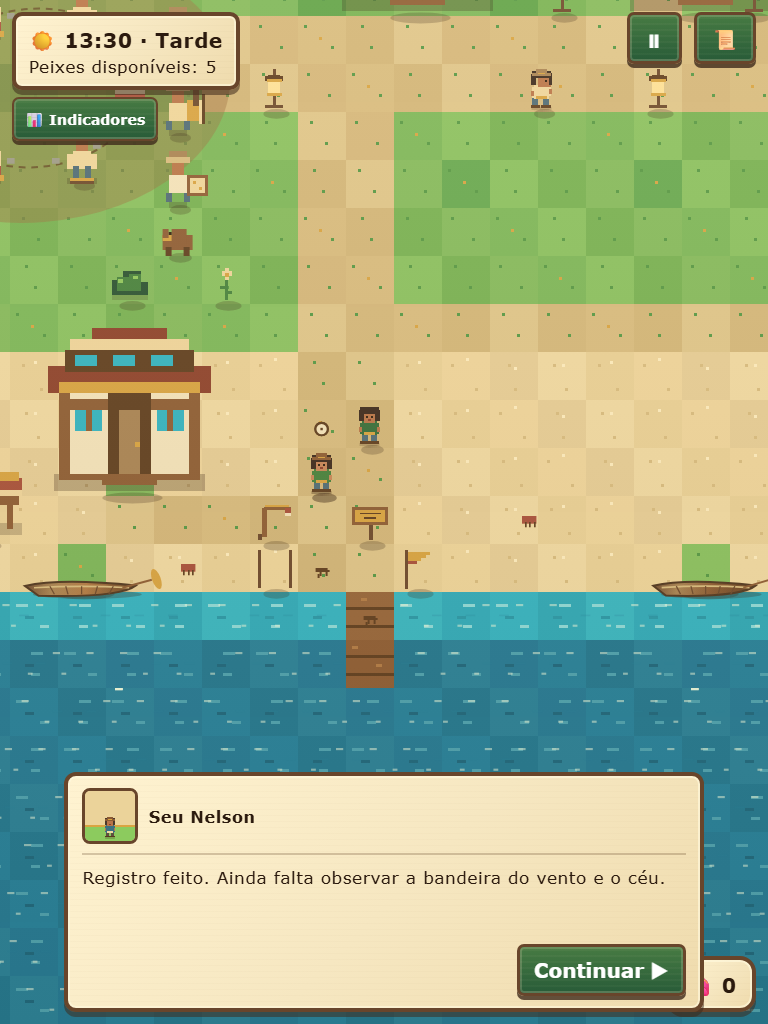 13:30 · Tarde
Peixes disponíveis: 5
Indicadores
Seu Nelson
Registro feito. Ainda falta observar a bandeira do vento e o céu.
Continuar ▶
0